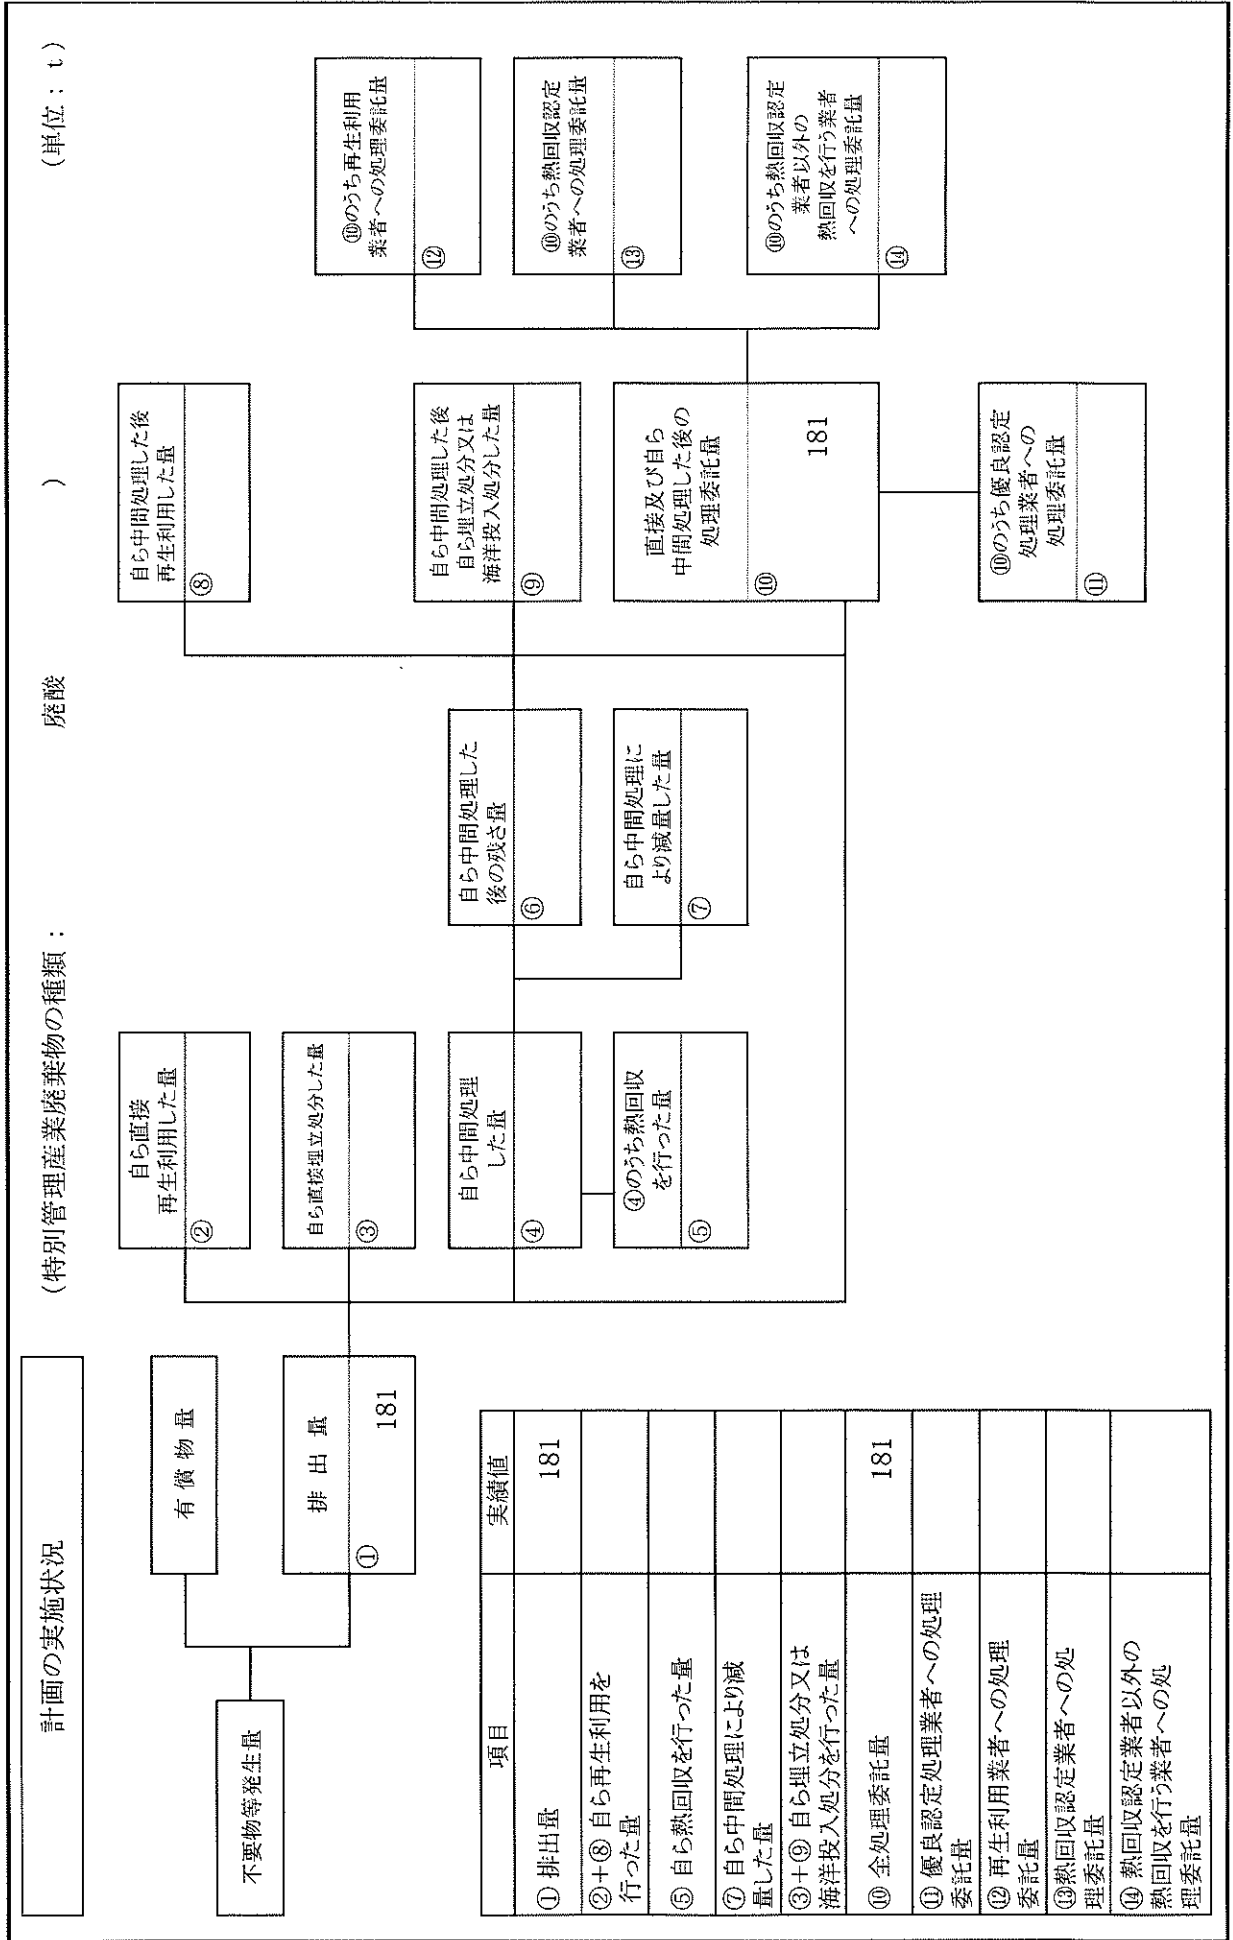 計画の実施状況
(特別管理産業廃棄物の種類： 廃酸 )
(単位：t)
不要物等発生量
有償物量
排出量
①
181
自ら直接
再生利用した量
②
自ら直接埋立処分した量
③
自ら中間処理
した量
④
④のうち熱回収
を行った量
⑤
自ら中間処理した
後の残さ量
⑥
自ら中間処理に
より減量した量
⑦
自ら中間処理した後
再生利用した量
⑧
自ら中間処理した後
自ら埋立処分又は
海洋投入処分した量
⑨
直接及び自ら
中間処理した後の
処理委託量
⑩
181
⑩のうち優良認定
処理業者への
処理委託量
⑪
⑩のうち再生利用
業者への処理委託量
⑫
⑩のうち熱回収認定
業者への処理委託量
⑬
⑩のうち熱回収認定
業者以外の
熱回収を行う業者
への処理委託量
⑭
項目 実績値
① 排出量 181
②＋⑧ 自ら再生利用を
行った量
⑤ 自ら熱回収を行った量
⑦ 自ら中間処理により減
量した量
③＋⑨ 自ら埋立処分又は
海洋投入処分を行った量
⑩ 全処理委託量 181
⑪ 優良認定処理業者への処理
委託量
⑫ 再生利用業者への処理
委託量
⑬熱回収認定業者への処
理委託量
⑭ 熱回収認定業者以外の
熱回収を行う業者への処
理委託量